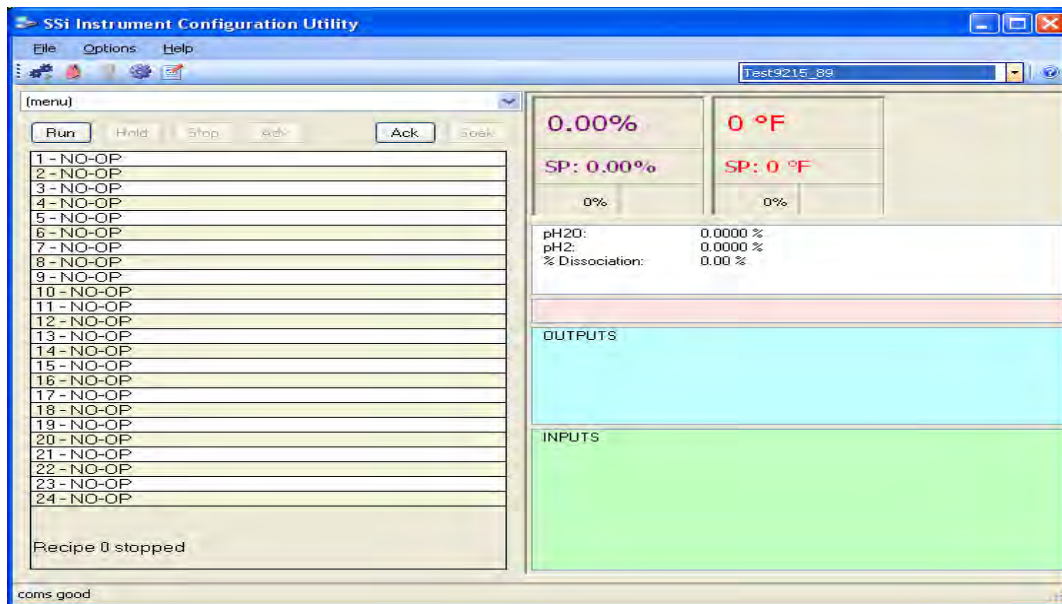 SSi Instrument Configuration Utility
File Options Help
Test9215_89
(menu)
Run Hold Stop Adv Ack Soak
1 - NO-OP
2 - NO-OP
3 - NO-OP
4 - NO-OP
5 - NO-OP
6 - NO-OP
7 - NO-OP
8 - NO-OP
9 - NO-OP
10 - NO-OP
11 - NO-OP
12 - NO-OP
13 - NO-OP
14 - NO-OP
15 - NO-OP
16 - NO-OP
17 - NO-OP
18 - NO-OP
19 - NO-OP
20 - NO-OP
21 - NO-OP
22 - NO-OP
23 - NO-OP
24 - NO-OP
Recipe 0 stopped
0.00% 0 °F
SP: 0.00% SP: 0 °F
0% 0%
pH2O: 0.0000 %
pH2: 0.0000 %
% Dissociation: 0.00 %
OUTPUTS
INPUTS
coms good